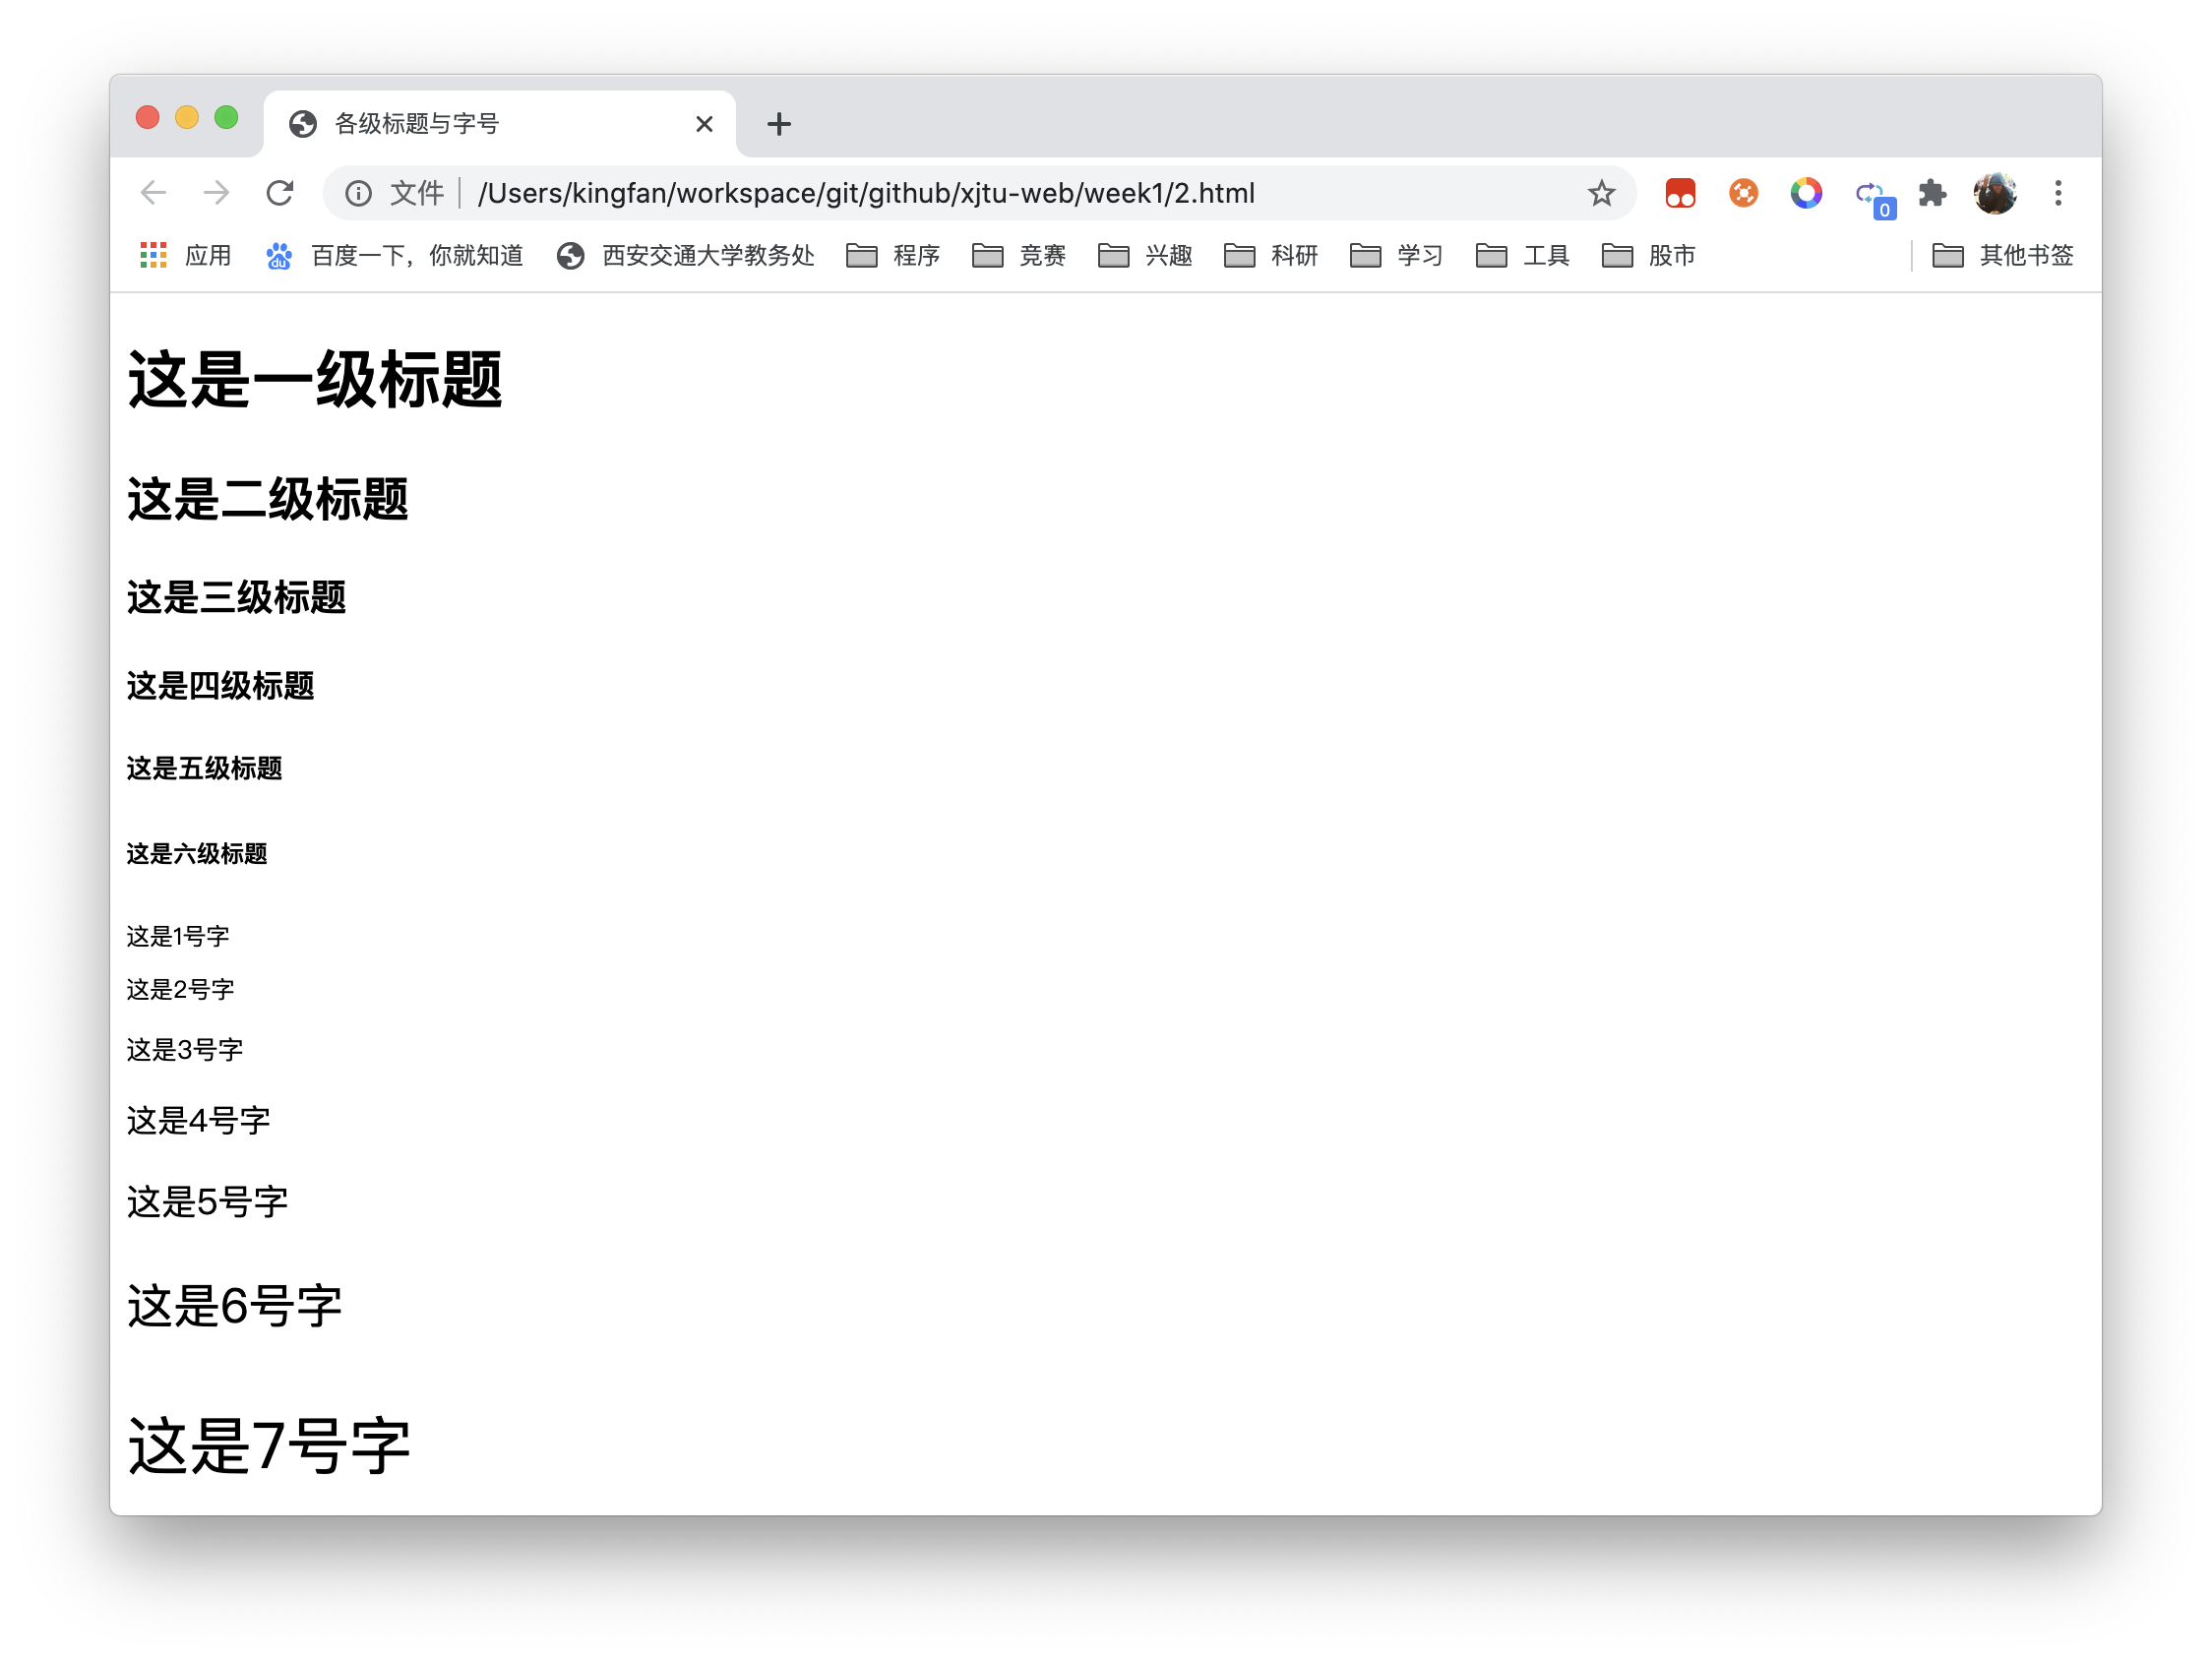 各级标题与字号
文件 /Users/kingfan/workspace/git/github/xjtu-web/week1/2.html
0
应用 百度一下，你就知道 西安交通大学教务处 程序 竞赛 兴趣 科研 学习 工具 股市 其他书签
这是一级标题
这是二级标题
这是三级标题
这是四级标题
这是五级标题
这是六级标题
这是1号字
这是2号字
这是3号字
这是4号字
这是5号字
这是6号字
这是7号字